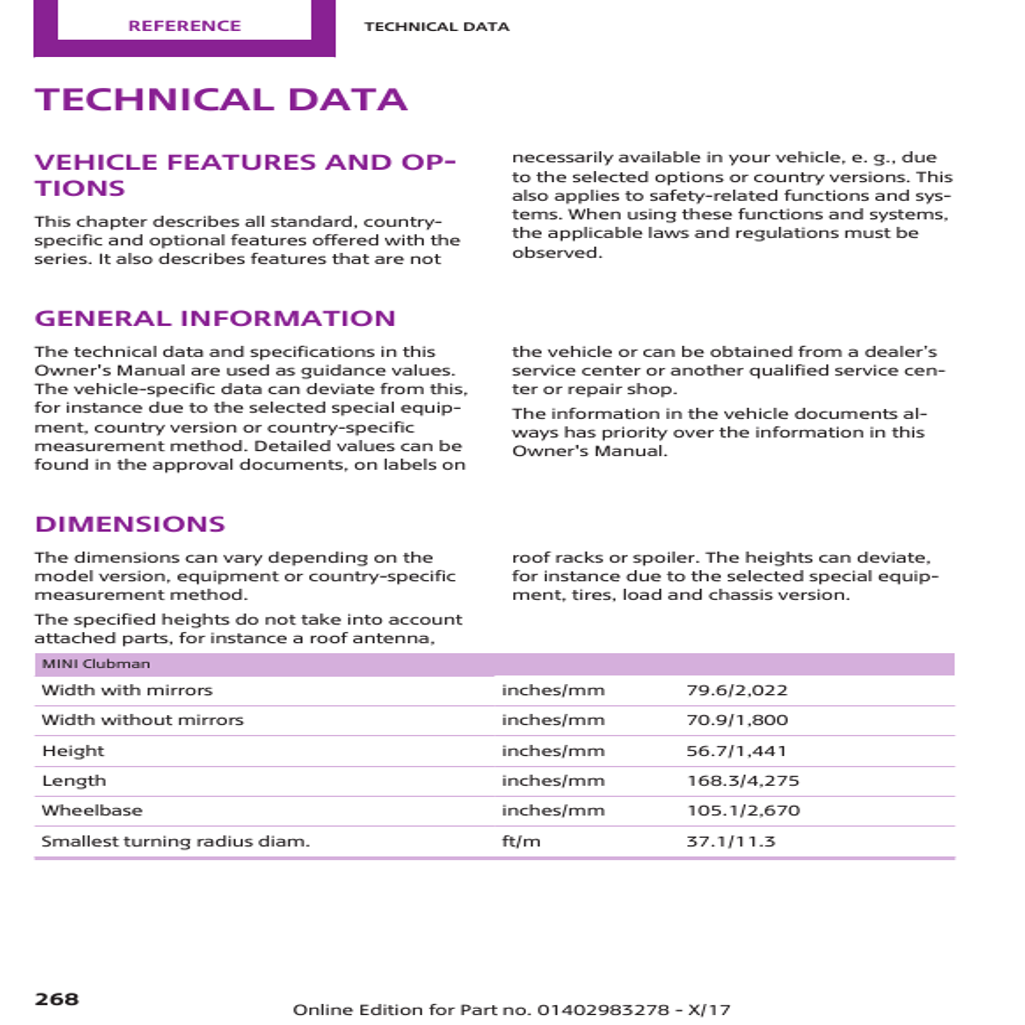 REFERENCE
TECHNICAL DATA
TECHNICAL DATA
VEHICLE FEATURES AND OP-
TIONS
This chapter describes all standard, country-
specific and optional features offered with the
series. It also describes features that are not
necessarily available in your vehicle, e. g., due
to the selected options or country versions. This
also applies to safety-related functions and sys-
tems. When using these functions and systems,
the applicable laws and regulations must be
observed.
GENERAL INFORMATION
The technical data and specifications in this
Owner's Manual are used as guidance values.
The vehicle-specific data can deviate from this,
for instance due to the selected special equip-
ment, country version or country-specific
measurement method. Detailed values can be
found in the approval documents, on labels on
the vehicle or can be obtained from a dealer's
service center or another qualified service cen-
ter or repair shop.
The information in the vehicle documents al-
ways has priority over the information in this
Owner's Manual.
DIMENSIONS
The dimensions can vary depending on the
model version, equipment or country-specific
measurement method.
The specified heights do not take into account
attached parts, for instance a roof antenna,
roof racks or spoiler. The heights can deviate,
for instance due to the selected special equip-
ment, tires, load and chassis version.
MINI Clubman
Width with mirrors inches/mm 79.6/2,022
Width without mirrors inches/mm 70.9/1,800
Height inches/mm 56.7/1,441
Length inches/mm 168.3/4,275
Wheelbase inches/mm 105.1/2,670
Smallest turning radius diam. ft/m 37.1/11.3
268
Online Edition for Part no. 01402983278 - X/17